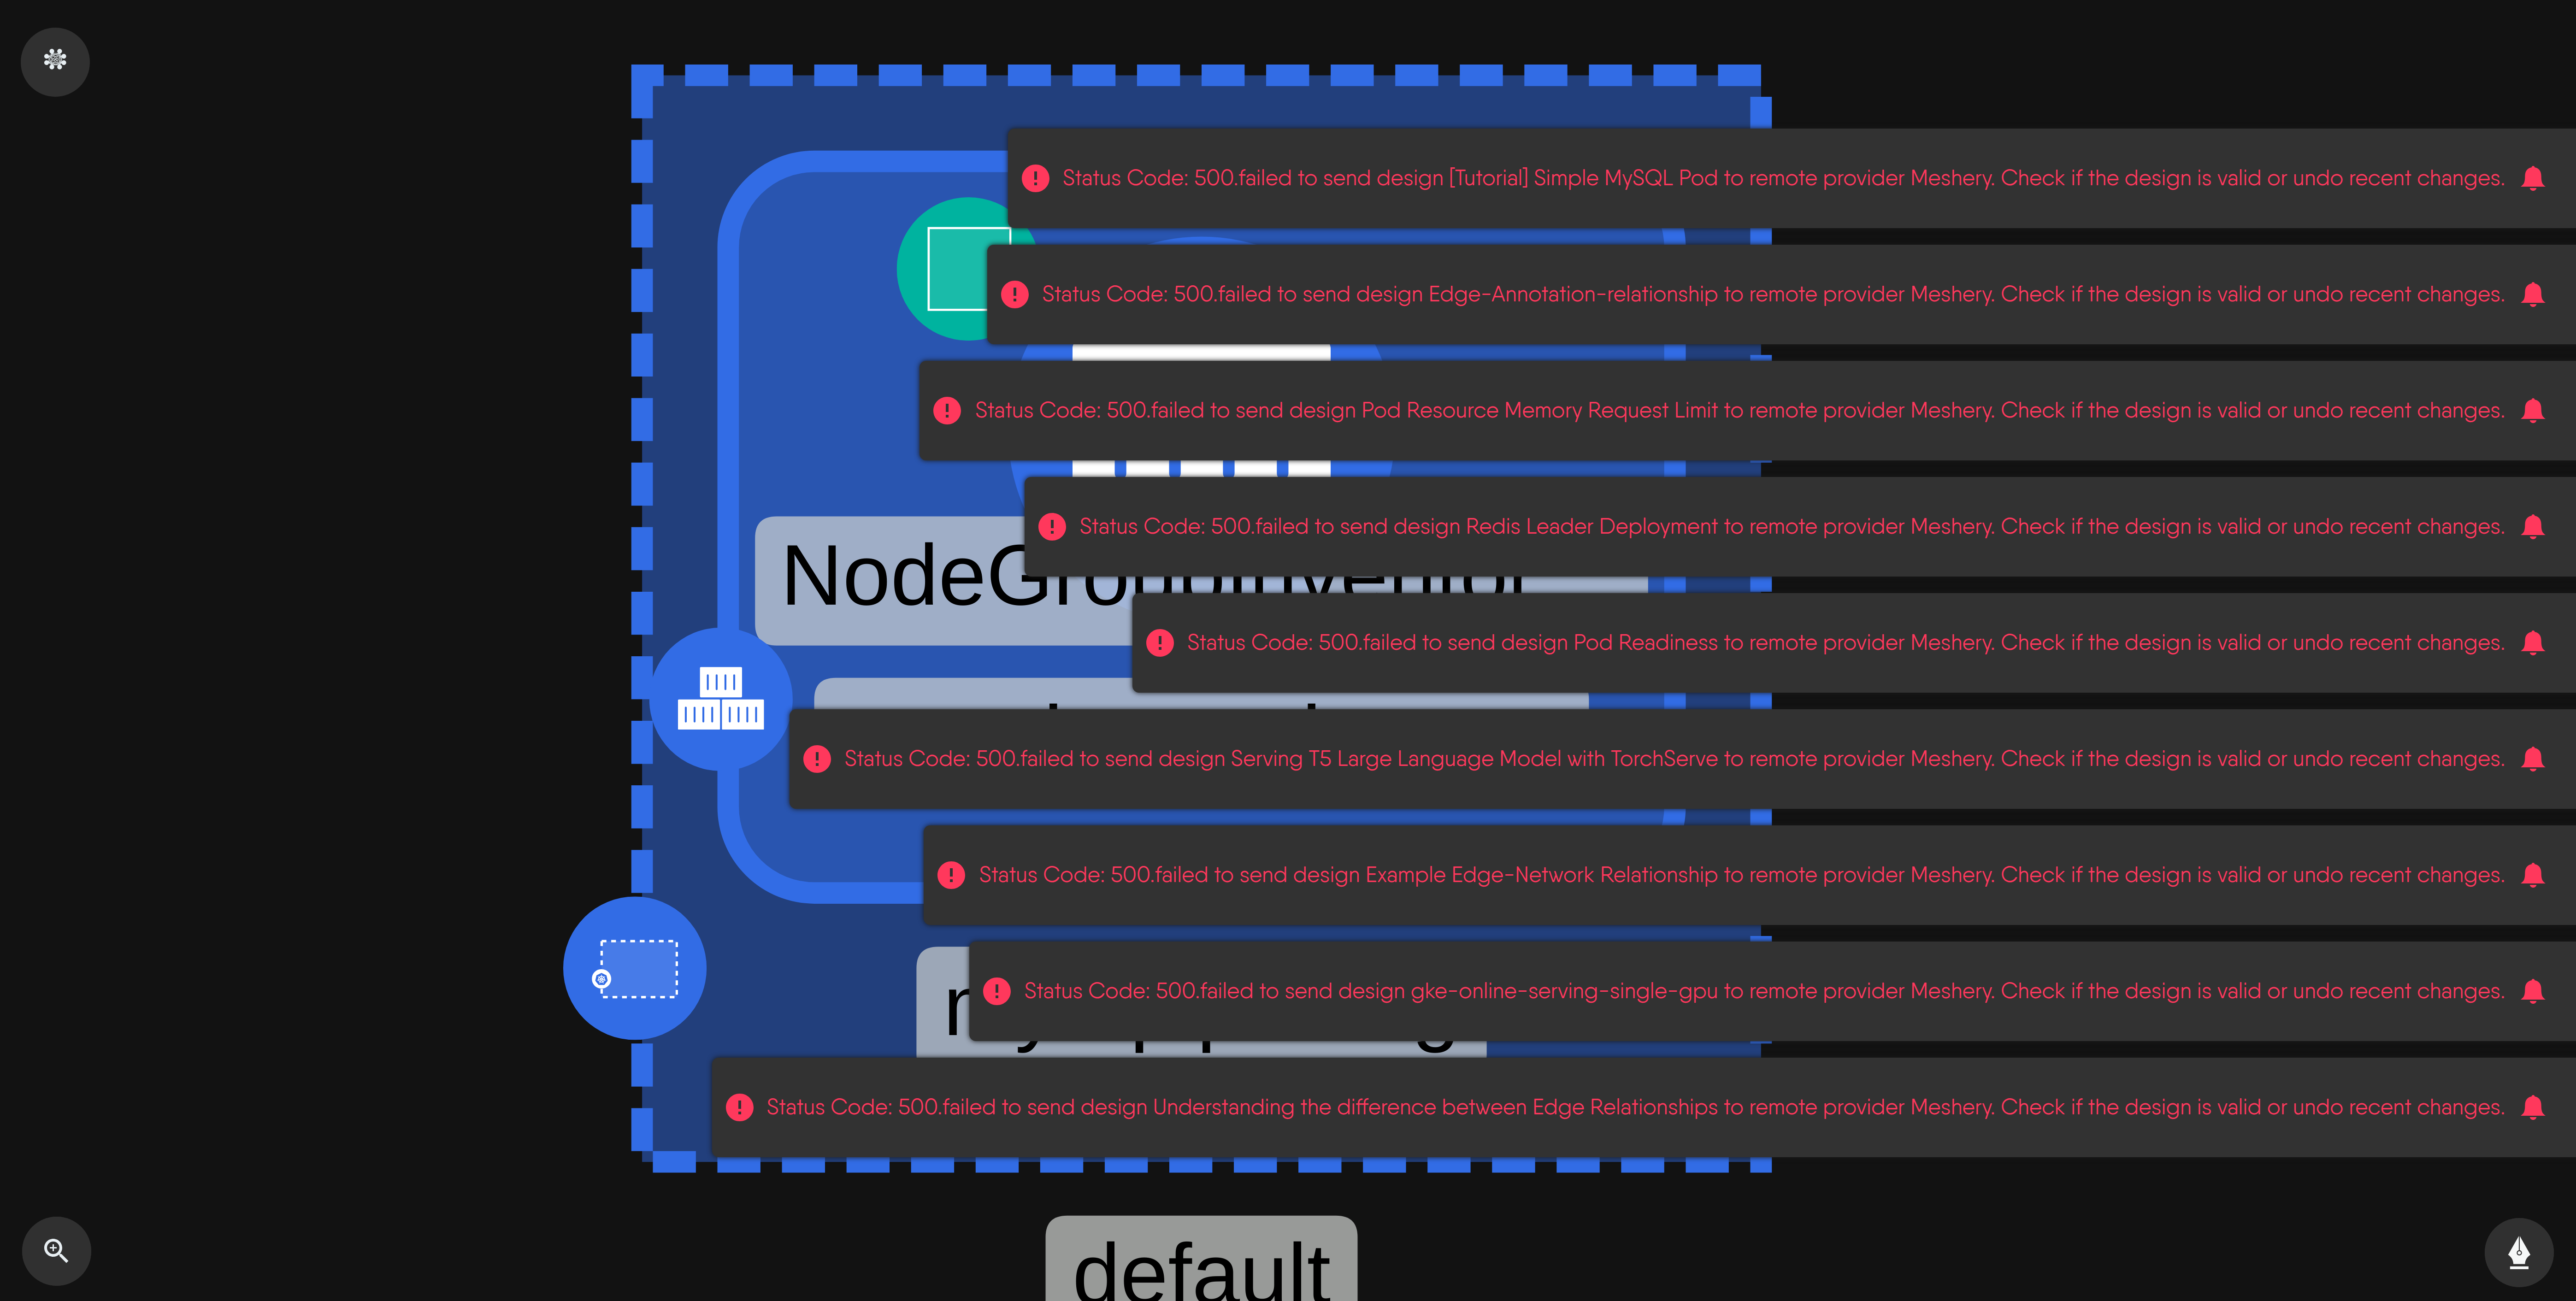 Status Code: 500.failed to send design [Tutorial] Simple MySQL Pod to remote provider Meshery. Check if the design is valid or undo recent changes.
Status Code: 500.failed to send design Edge-Annotation-relationship to remote provider Meshery. Check if the design is valid or undo recent changes.
Status Code: 500.failed to send design Pod Resource Memory Request Limit to remote provider Meshery. Check if the design is valid or undo recent changes.
Status Code: 500.failed to send design Redis Leader Deployment to remote provider Meshery. Check if the design is valid or undo recent changes.
Status Code: 500.failed to send design Pod Readiness to remote provider Meshery. Check if the design is valid or undo recent changes.
Status Code: 500.failed to send design Serving T5 Large Language Model with TorchServe to remote provider Meshery. Check if the design is valid or undo recent changes.
Status Code: 500.failed to send design Example Edge-Network Relationship to remote provider Meshery. Check if the design is valid or undo recent changes.
Status Code: 500.failed to send design gke-online-serving-single-gpu to remote provider Meshery. Check if the design is valid or undo recent changes.
Status Code: 500.failed to send design Understanding the difference between Edge Relationships to remote provider Meshery. Check if the design is valid or undo recent changes.
default